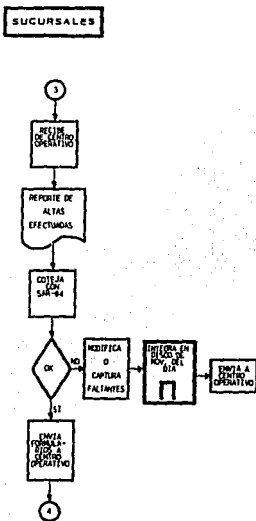 SUCURSALES
3
RECIBE
DE CENTRO
OPERATIVO
REPORTE DE
ALTAS
EFECTUADAS
COTEJA
CON
SAR-04
OK
NO
MODIFICA
O
CAPTURA
FALTANTES
INTEGRA EN
DISCO DE
MOV. DEL
DIA
ENVIA A
CENTRO
OPERATIVO
SI
ENVIA
FORMULA-
RIOS A
CENTRO
OPERATIVO
4